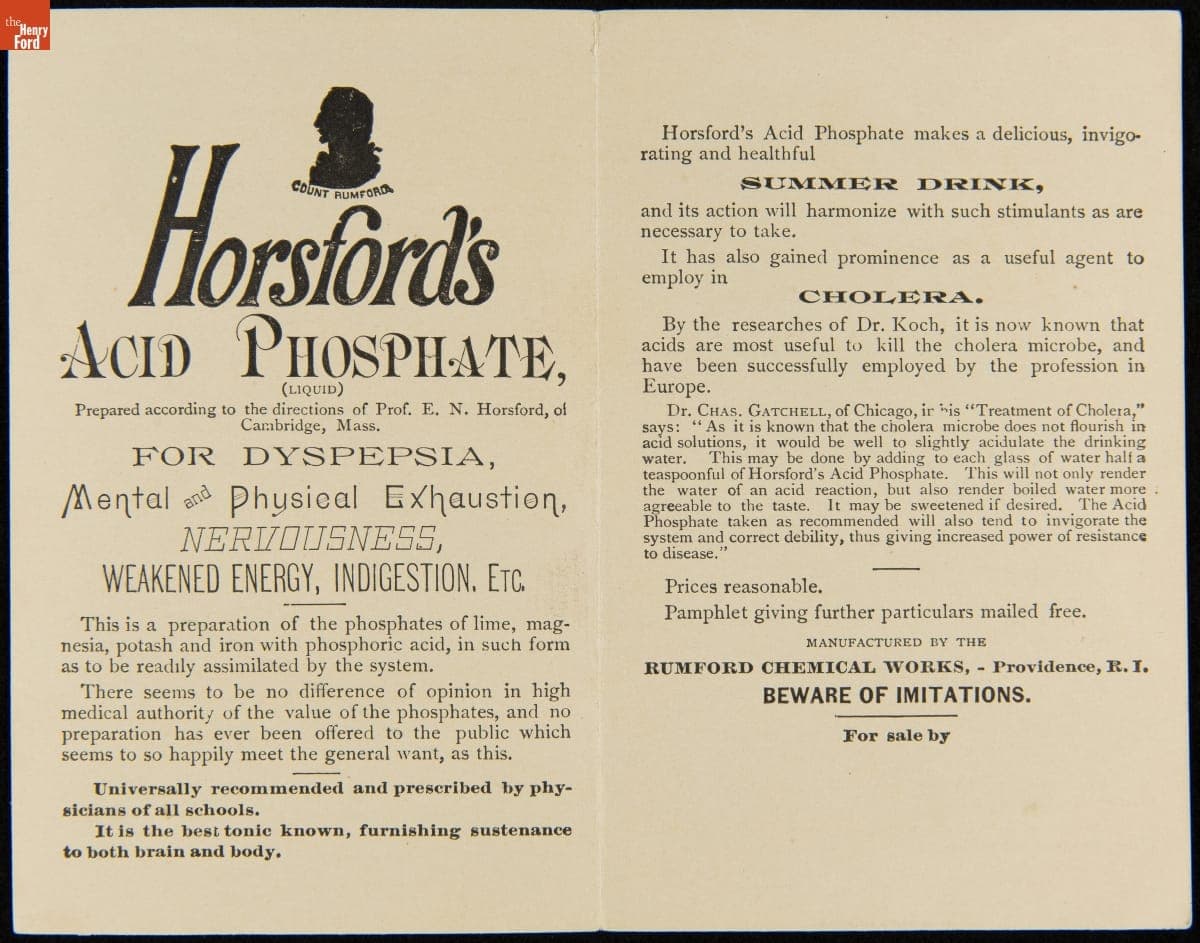 the
Henry
Ford
COUNT RUMFORD
Horsford's
ACID PHOSPHATE,
(LIQUID)
Prepared according to the directions of Prof. E. N. Horsford, of
Cambridge, Mass.
FOR DYSPEPSIA,
Mental and Physical Exhaustion,
NERVOUSNESS,
WEAKENED ENERGY, INDIGESTION, ETC.
This is a preparation of the phosphates of lime, mag-
nesia, potash and iron with phosphoric acid, in such form
as to be readily assimilated by the system.
There seems to be no difference of opinion in high
medical authority of the value of the phosphates, and no
preparation has ever been offered to the public which
seems to so happily meet the general want, as this.
Universally recommended and prescribed by phy-
sicians of all schools.
It is the best tonic known, furnishing sustenance
to both brain and body.
Horsford's Acid Phosphate makes a delicious, invigo-
rating and healthful
SUMMER DRINK,
and its action will harmonize with such stimulants as are
necessary to take.
It has also gained prominence as a useful agent to
employ in
CHOLERA.
By the researches of Dr. Koch, it is now known that
acids are most useful to kill the cholera microbe, and
have been successfully employed by the profession in
Europe.
DR. CHAS. GATCHELL, of Chicago, in his "Treatment of Cholera,"
says: "As it is known that the cholera microbe does not flourish in
acid solutions, it would be well to slightly acidulate the drinking
water. This may be done by adding to each glass of water half a
teaspoonful of Horsford's Acid Phosphate. This will not only render
the water of an acid reaction, but also render boiled water more
agreeable to the taste. It may be sweetened if desired. The Acid
Phosphate taken as recommended will also tend to invigorate the
system and correct debility, thus giving increased power of resistance
to disease."
Prices reasonable.
Pamphlet giving further particulars mailed free.
MANUFACTURED BY THE
RUMFORD CHEMICAL WORKS, - Providence, R. I.
BEWARE OF IMITATIONS.
For sale by